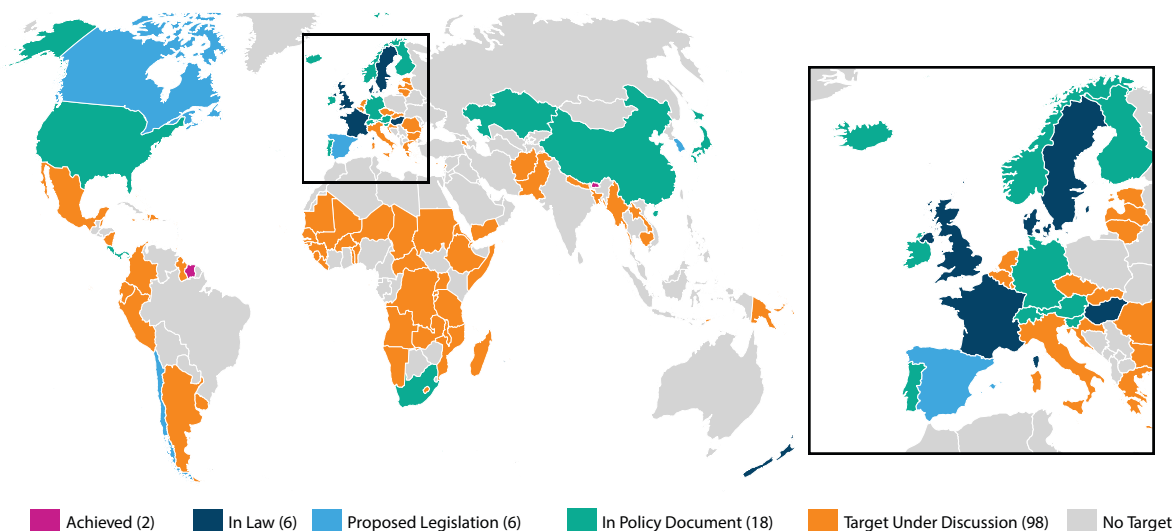 Achieved (2) In Law (6) Proposed Legislation (6) In Policy Document (18) Target Under Discussion (98) No Target